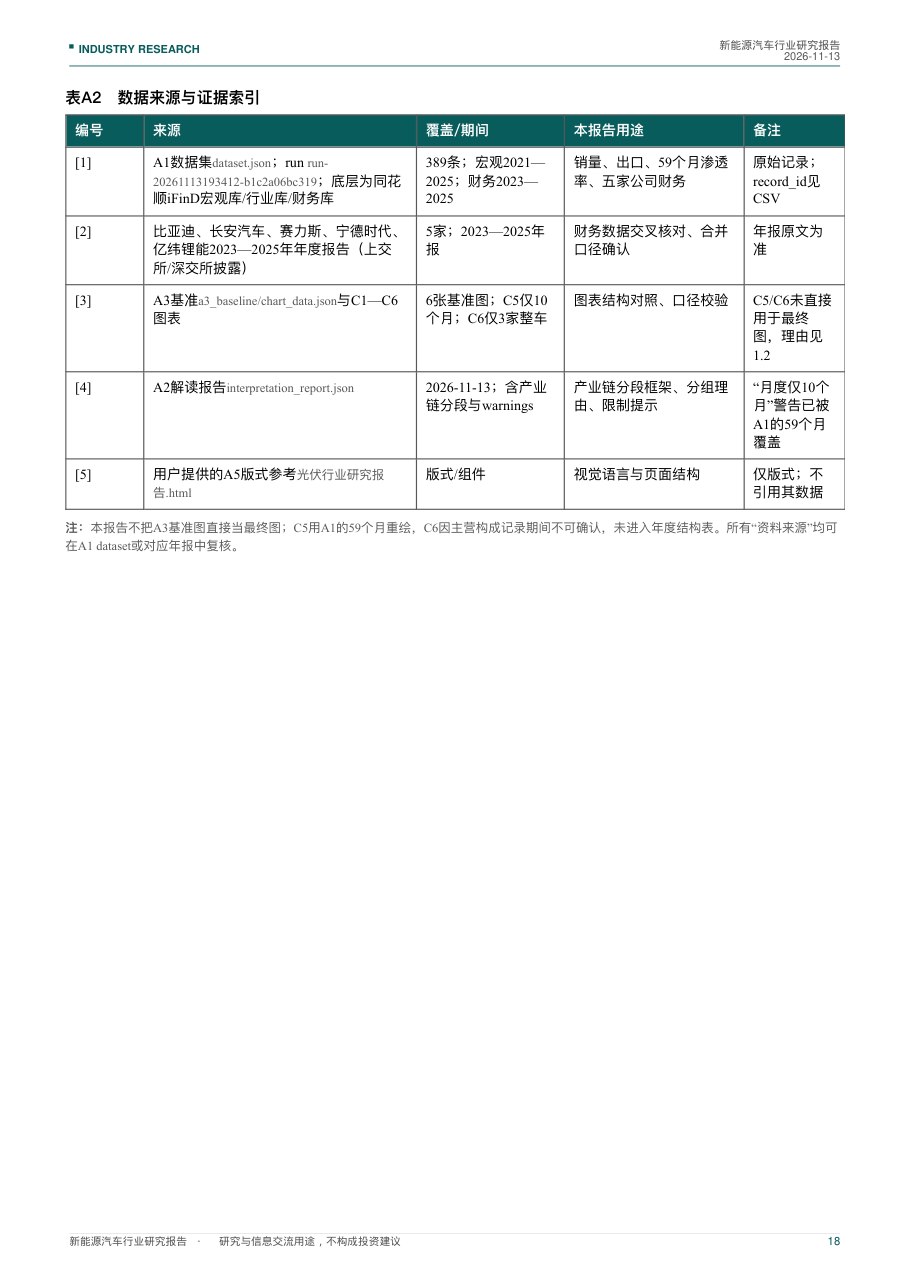 INDUSTRY RESEARCH
新能源汽车行业研究报告
2026-11-13
表A2 数据来源与证据索引
编号 来源 覆盖/期间 本报告用途 备注
[1] A1数据集dataset.json；run run- 389条；宏观2021— 销量、出口、59个月渗透 原始记录；
20261113193412-b1c2a06bc319；底层为同花 2025；财务2023— 率、五家公司财务 record_id见
顺iFinD宏观库/行业库/财务库 2025 CSV
[2] 比亚迪、长安汽车、赛力斯、宁德时代、 5家；2023—2025年 财务数据交叉核对、合并 年报原文为
亿纬锂能2023—2025年年度报告（上交 报 口径确认 准
所/深交所披露）
[3] A3基准a3_baseline/chart_data.json与C1—C6 6张基准图；C5仅10 图表结构对照、口径校验 C5/C6未直接
图表 个月；C6仅3家整车 用于最终
图，理由见
1.2
[4] A2解读报告interpretation_report.json 2026-11-13；含产业 产业链分段框架、分组理 “月度仅10个
链分段与warnings 由、限制提示 月”警告已被
A1的59个月
覆盖
[5] 用户提供的A5版式参考光伏行业研究报 版式/组件 视觉语言与页面结构 仅版式；不
告.html 引用其数据
注：本报告不把A3基准图直接当最终图；C5用A1的59个月重绘，C6因主营构成记录期间不可确认，未进入年度结构表。所有“资料来源”均可
在A1 dataset或对应年报中复核。
新能源汽车行业研究报告 · 研究与信息交流用途，不构成投资建议
18